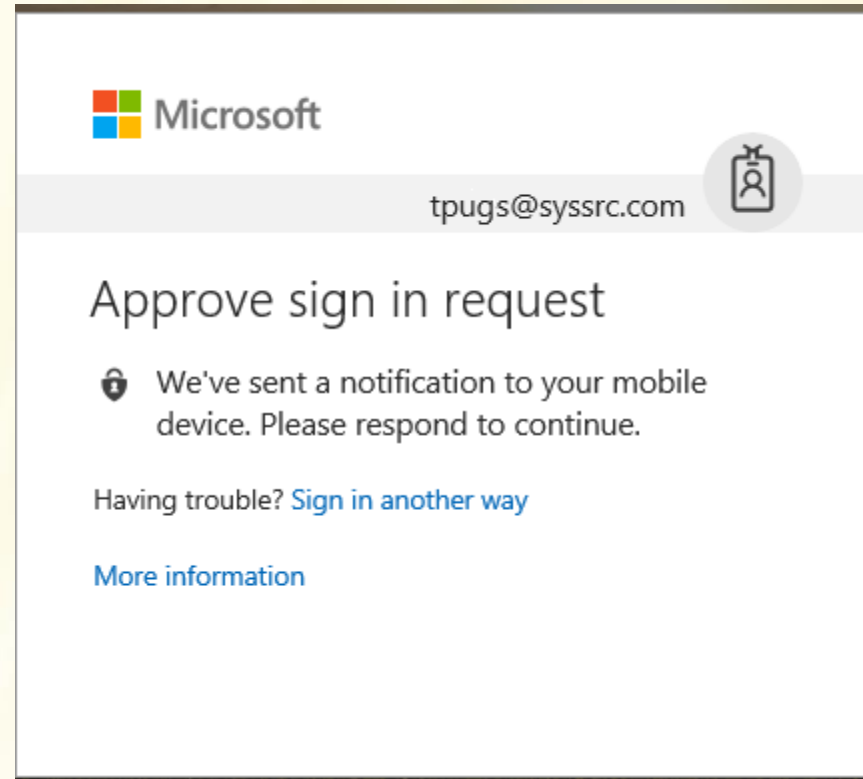 Microsoft
tpugs@syssrc.com
Approve sign in request
We've sent a notification to your mobile
device. Please respond to continue.
Having trouble? Sign in another way
More information